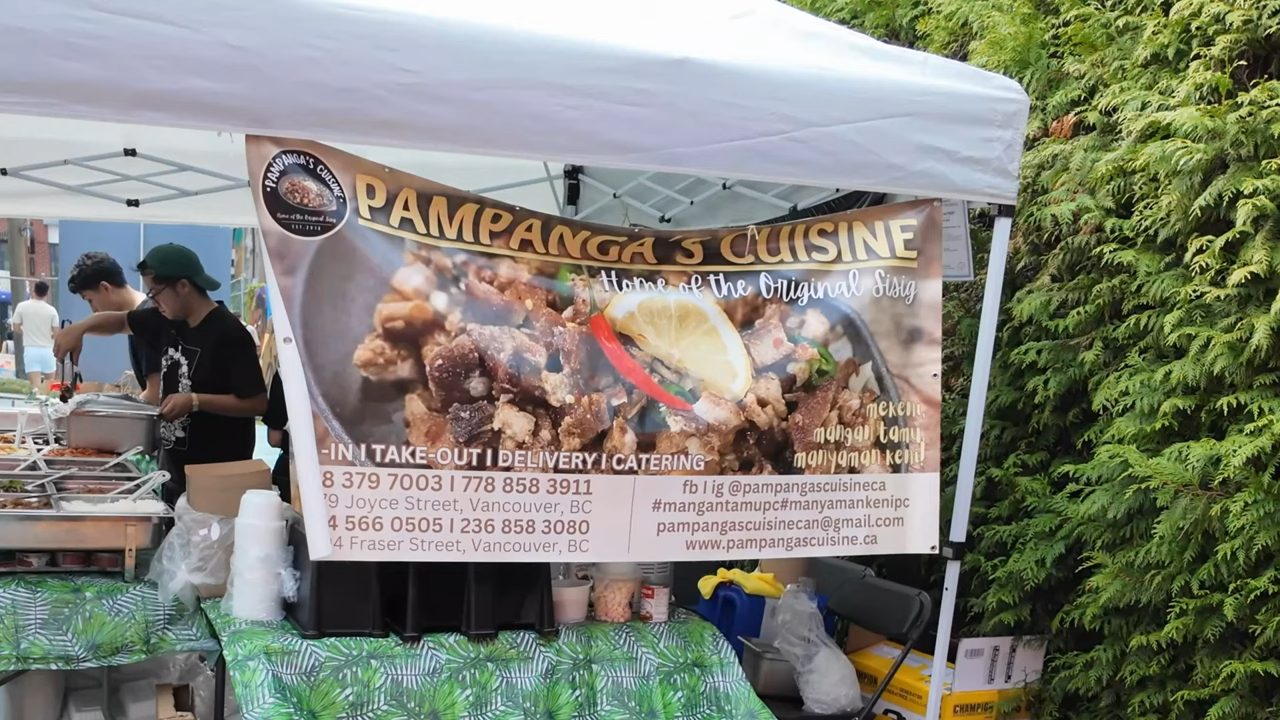 PAMPANGA'S CUISINE
Home of the Original Sisig
EST. 2012
PAMPANGA'S CUISINE
Home of the Original Sisig
mekeni,
mangan tamu,
manyaman keni!
-IN I TAKE-OUT I DELIVERY I CATERING
8 379 7003 I 778 858 3911
79 Joyce Street, Vancouver, BC
4 566 0505 I 236 858 3080
04 Fraser Street, Vancouver, BC
fb I ig @pampangascuisineca
#mangantamupc#manyamankenipc
pampangascuisinecan@gmail.com
www.pampangascuisine.ca